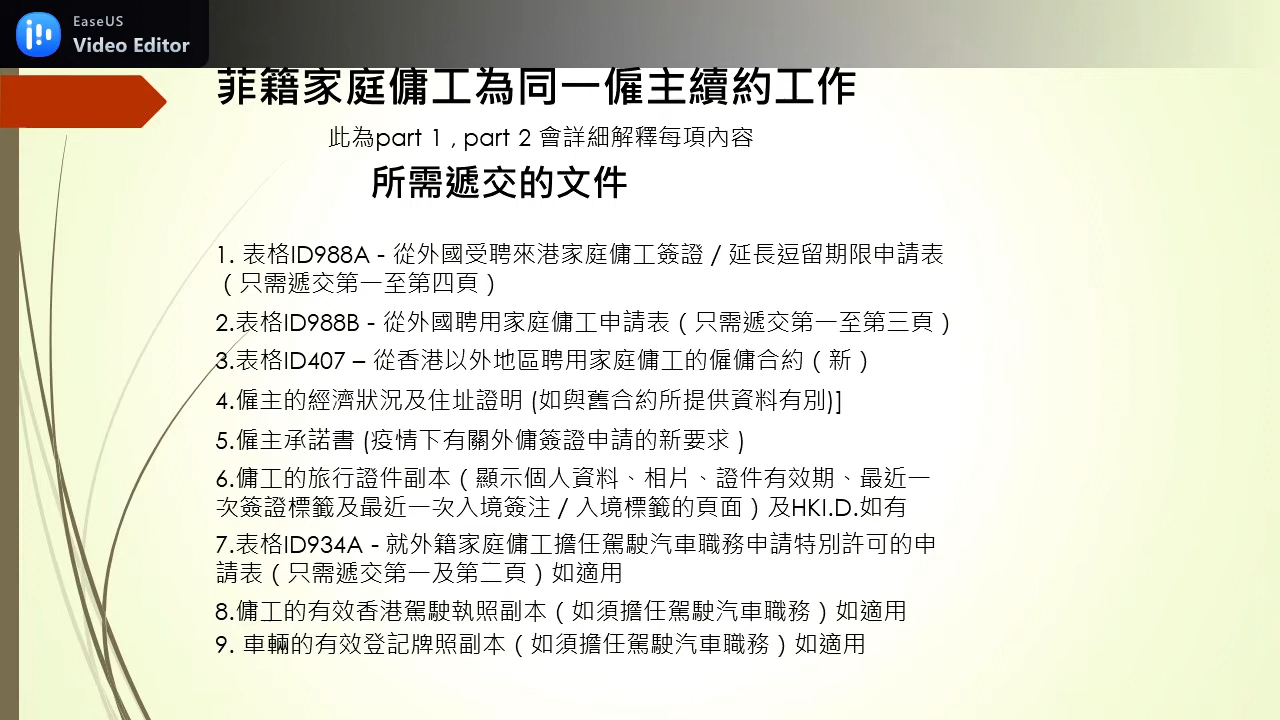 EaseUS
Video Editor
菲籍家庭傭工為同一僱主續約工作
此為part 1 , part 2 會詳細解釋每項內容
所需遞交的文件
1. 表格ID988A - 從外國受聘來港家庭傭工簽證 / 延長逗留期限申請表
（只需遞交第一至第四頁）
2.表格ID988B - 從外國聘用家庭傭工申請表（只需遞交第一至第三頁）
3.表格ID407 – 從香港以外地區聘用家庭傭工的僱傭合約（新）
4.僱主的經濟狀況及住址證明 (如與舊合約所提供資料有別)]
5.僱主承諾書 (疫情下有關外傭簽證申請的新要求 )
6.傭工的旅行證件副本（顯示個人資料、相片、證件有效期、最近一
次簽證標籤及最近一次入境簽注 / 入境標籤的頁面）及HKI.D.如有
7.表格ID934A - 就外籍家庭傭工擔任駕駛汽車職務申請特別許可的申
請表（只需遞交第一及第二頁）如適用
8.傭工的有效香港駕駛執照副本（如須擔任駕駛汽車職務）如適用
9. 車輛的有效登記牌照副本（如須擔任駕駛汽車職務）如適用